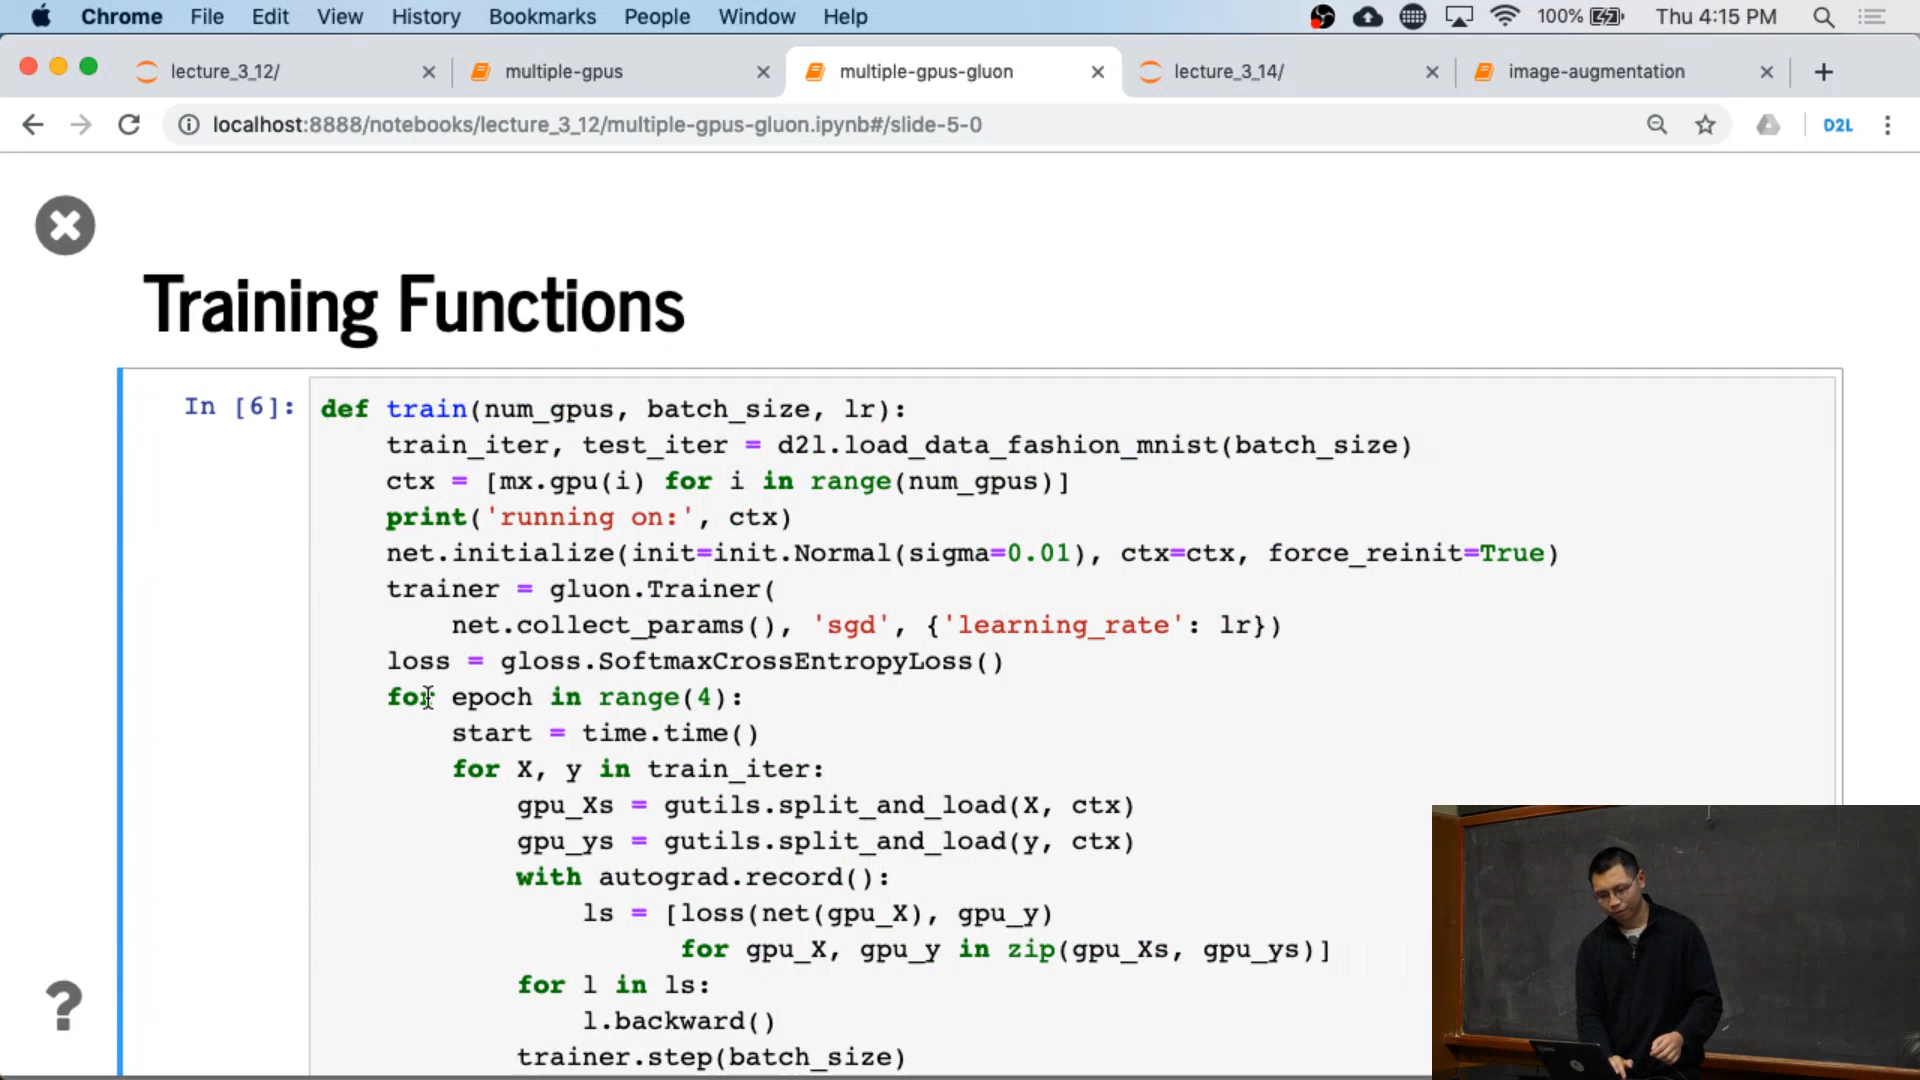 Chrome File Edit View History Bookmarks People Window Help 100% Thu 4:15 PM
lecture_3_12/ multiple-gpus multiple-gpus-gluon lecture_3_14/ image-augmentation
localhost:8888/notebooks/lecture_3_12/multiple-gpus-gluon.ipynb#/slide-5-0 D2L
Training Functions
In [6]: def train(num_gpus, batch_size, lr):
    train_iter, test_iter = d2l.load_data_fashion_mnist(batch_size)
    ctx = [mx.gpu(i) for i in range(num_gpus)]
    print('running on:', ctx)
    net.initialize(init=init.Normal(sigma=0.01), ctx=ctx, force_reinit=True)
    trainer = gluon.Trainer(
        net.collect_params(), 'sgd', {'learning_rate': lr})
    loss = gloss.SoftmaxCrossEntropyLoss()
    for epoch in range(4):
        start = time.time()
        for X, y in train_iter:
            gpu_Xs = gutils.split_and_load(X, ctx)
            gpu_ys = gutils.split_and_load(y, ctx)
            with autograd.record():
                ls = [loss(net(gpu_X), gpu_y)
                      for gpu_X, gpu_y in zip(gpu_Xs, gpu_ys)]
            for l in ls:
                l.backward()
            trainer.step(batch_size)